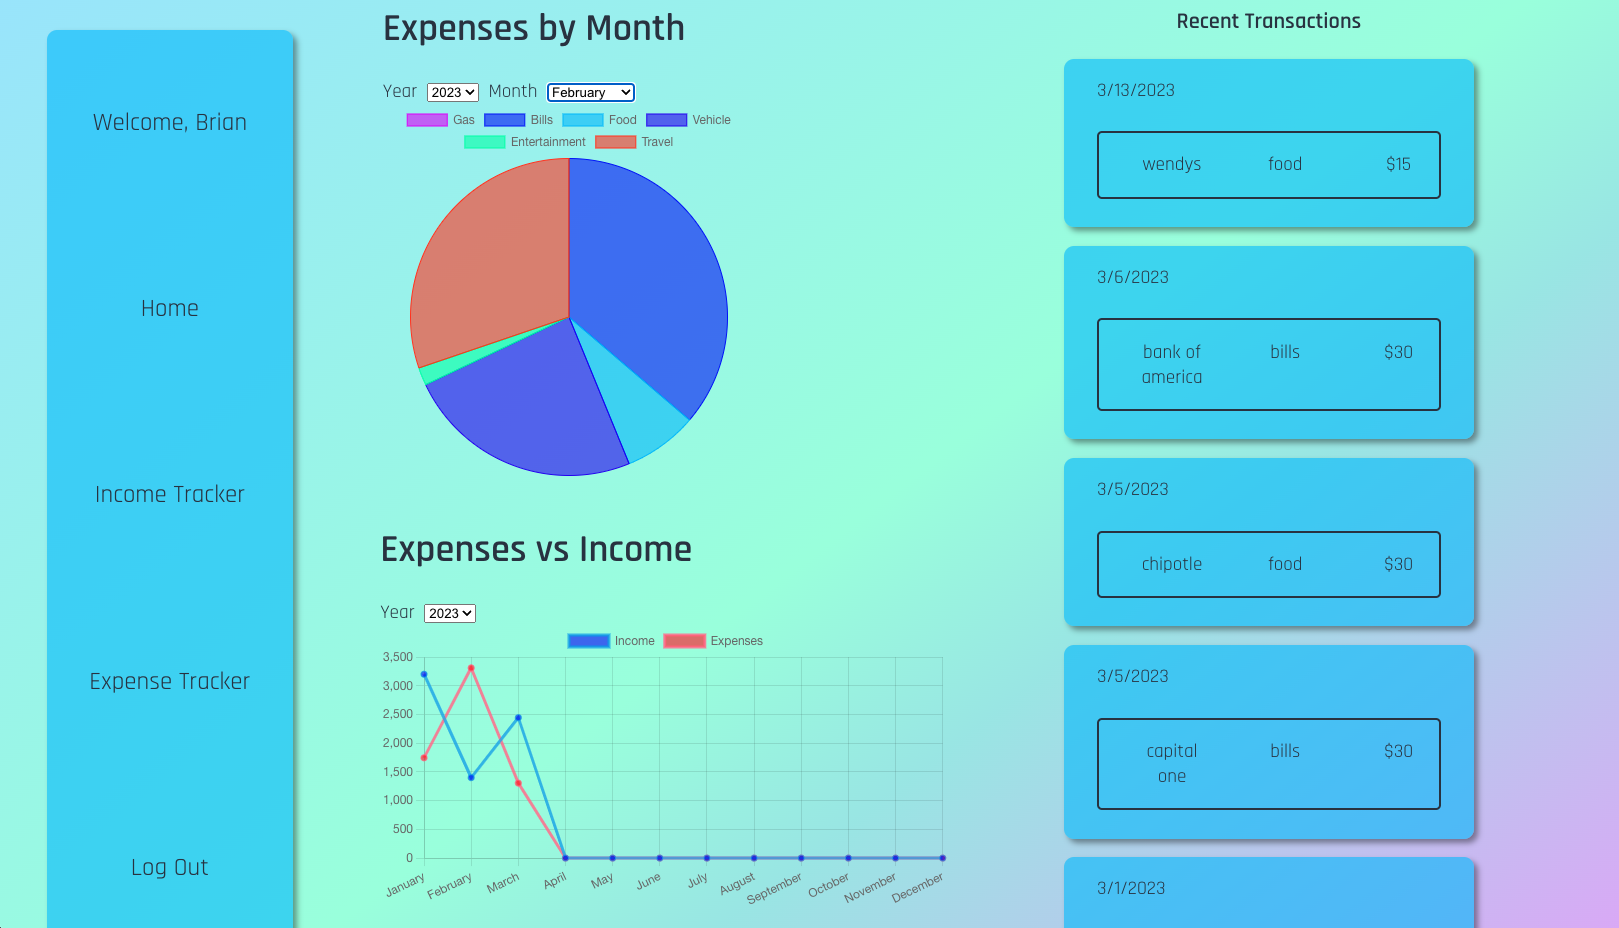 Welcome, Brian
Home
Income Tracker
Expense Tracker
Log Out
Expenses by Month
Year 2023 Month February
Gas Bills Food Vehicle
Entertainment Travel
Expenses vs Income
Year 2023
Income Expenses
3,500
3,000
2,500
2,000
1,500
1,000
500
0
January February March April May June July August September October November December
Recent Transactions
3/13/2023
wendys food $15
3/6/2023
bank of bills $30
america
3/5/2023
chipotle food $30
3/5/2023
capital bills $30
one
3/1/2023